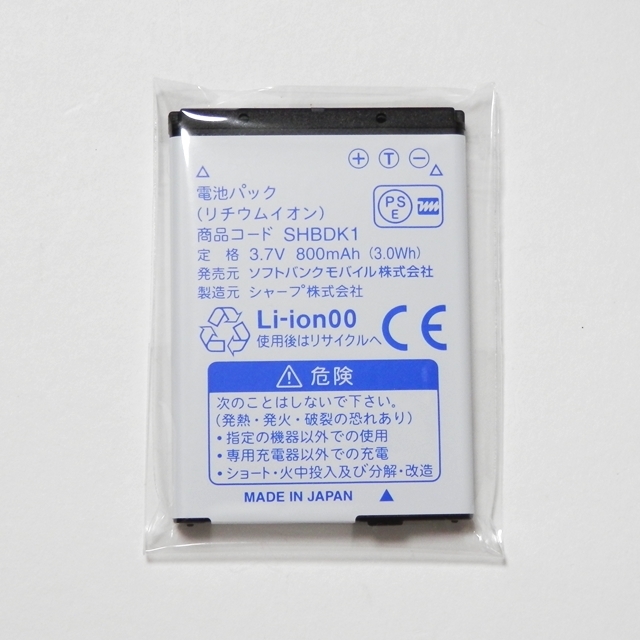 + T −
電池パック
(リチウムイオン)
PSE
商品コード SHBDK1
定 格 3.7V 800mAh (3.0Wh)
発売元 ソフトバンクモバイル株式会社
製造元 シャープ株式会社
Li-ion00
使用後はリサイクルへ
CE
危険
次のことはしないで下さい。
(発熱・発火・破裂の恐れあり)
・指定の機器以外での使用
・専用充電器以外での充電
・ショート・火中投入及び分解・改造
MADE IN JAPAN